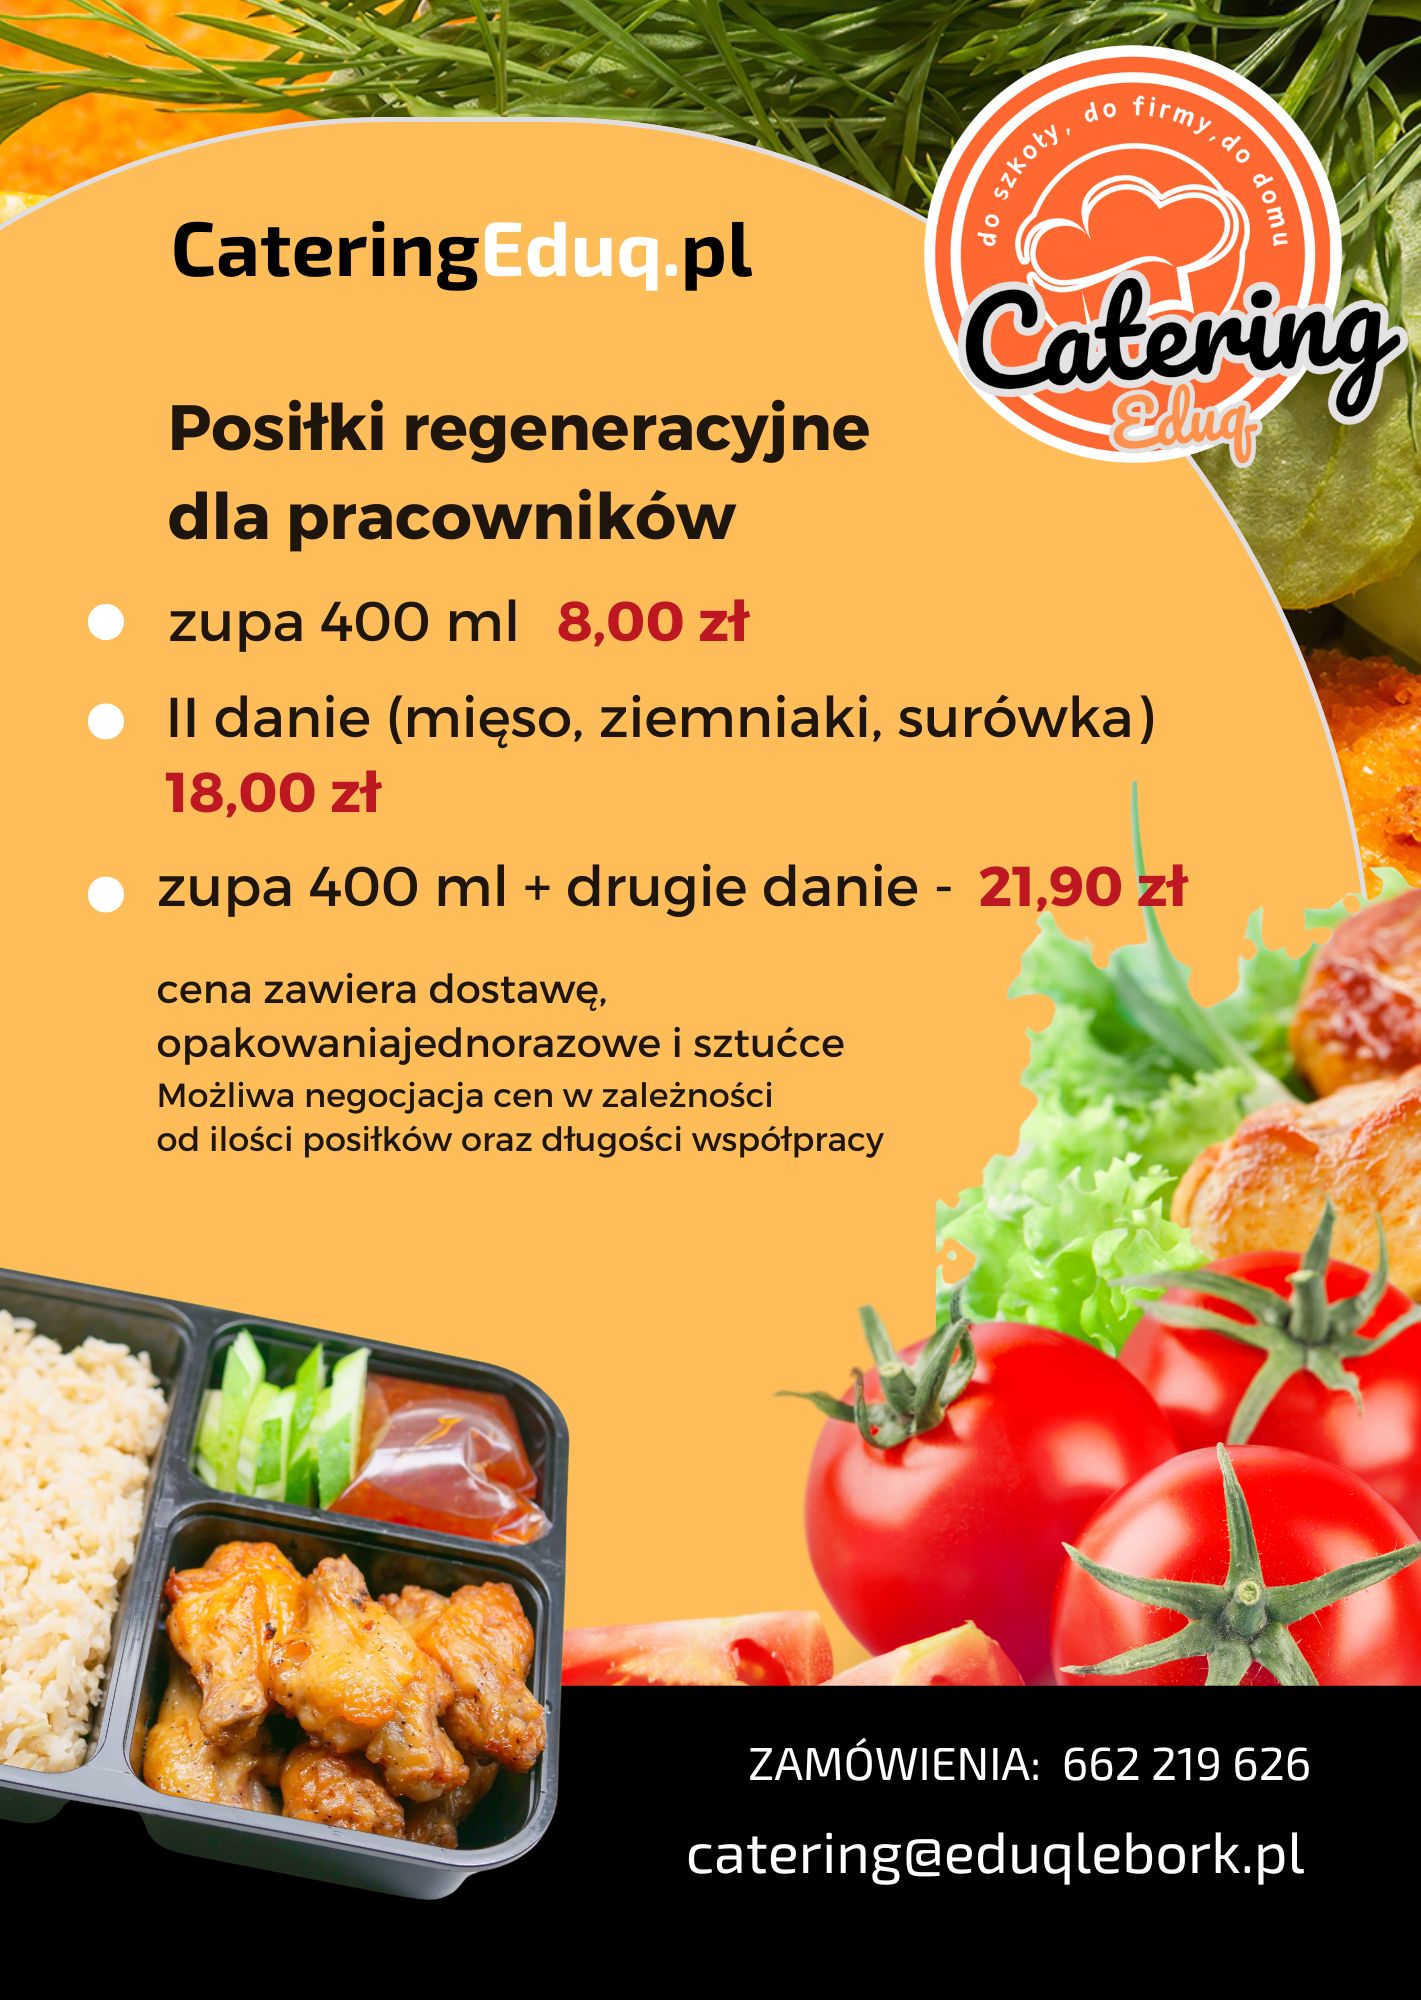 do szkoły, do firmy, do domu
Catering
Eduq
CateringEduq.pl
Posiłki regeneracyjne
dla pracowników
zupa 400 ml 8,00 zł
II danie (mięso, ziemniaki, surówka)
18,00 zł
zupa 400 ml + drugie danie - 21,90 zł
cena zawiera dostawę,
opakowaniajednorazowe i sztućce
Możliwa negocjacja cen w zależności
od ilości posiłków oraz długości współpracy
ZAMÓWIENIA: 662 219 626
catering@eduqlebork.pl